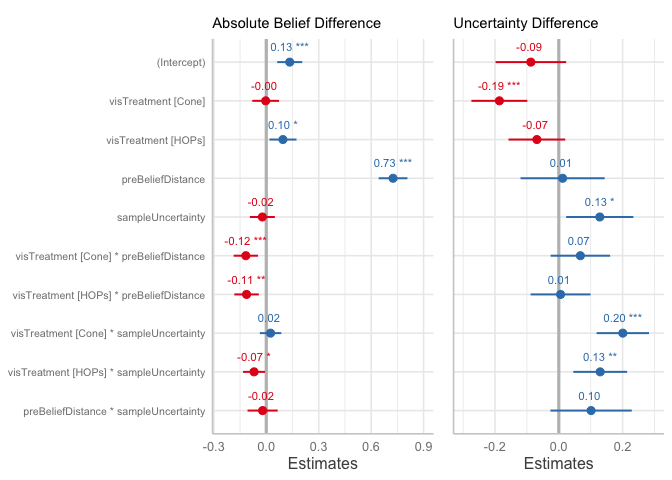 Absolute Belief Difference
Uncertainty Difference
(Intercept)
0.13 ***
-0.09
visTreatment [Cone]
-0.00
-0.19 ***
visTreatment [HOPs]
0.10 *
-0.07
preBeliefDistance
0.73 ***
0.01
sampleUncertainty
-0.02
0.13 *
visTreatment [Cone] * preBeliefDistance
-0.12 ***
0.07
visTreatment [HOPs] * preBeliefDistance
-0.11 **
0.01
visTreatment [Cone] * sampleUncertainty
0.02
0.20 ***
visTreatment [HOPs] * sampleUncertainty
-0.07 *
0.13 **
preBeliefDistance * sampleUncertainty
-0.02
0.10
-0.3 0.0 0.3 0.6 0.9
-0.2 0.0 0.2
Estimates
Estimates